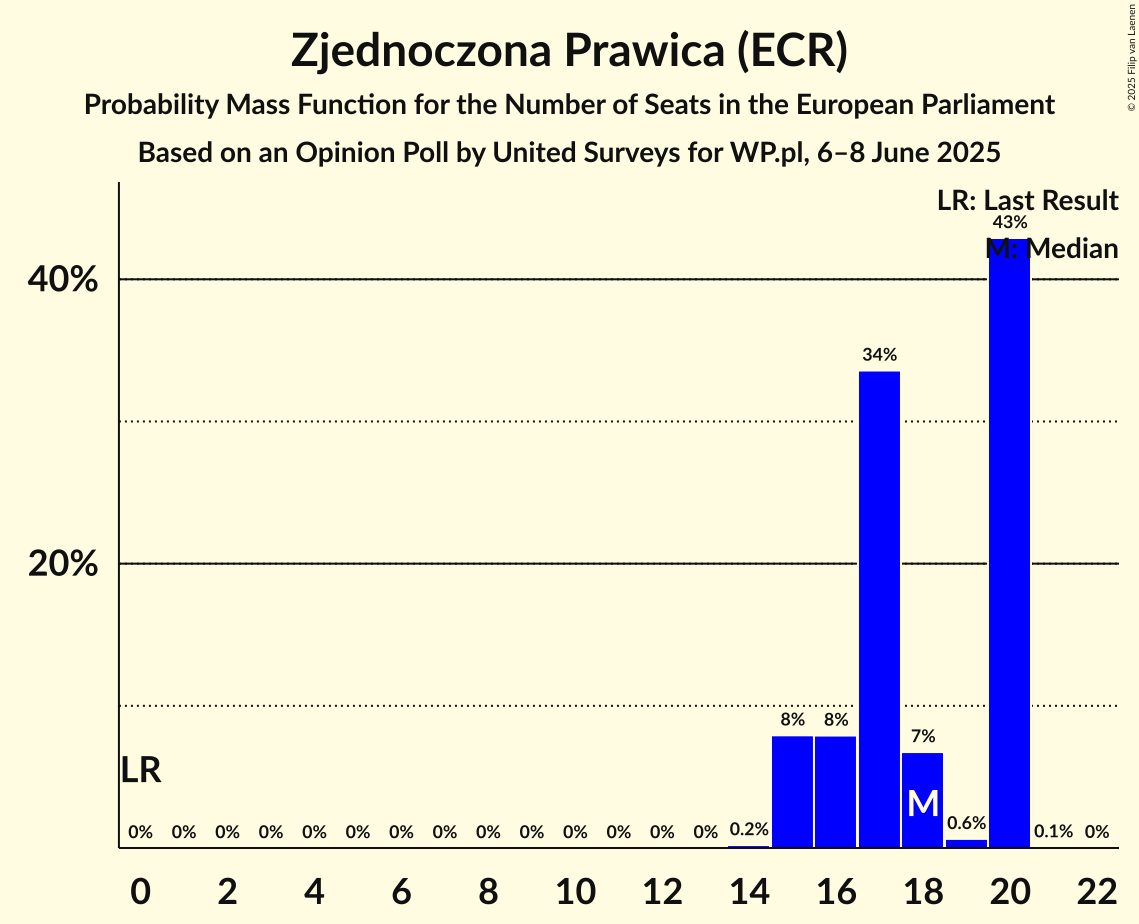 Zjednoczona Prawica (ECR)
Probability Mass Function for the Number of Seats in the European Parliament
Based on an Opinion Poll by United Surveys for WP.pl, 6–8 June 2025
© 2025 Filip van Laenen
LR: Last Result
M: Median
40%
20%
43%
34%
8%
8%
7%
LR
M
0%
0%
0%
0%
0%
0%
0%
0%
0%
0%
0%
0%
0%
0%
0.2%
0.6%
0.1%
0%
0 2 4 6 8 10 12 14 16 18 20 22